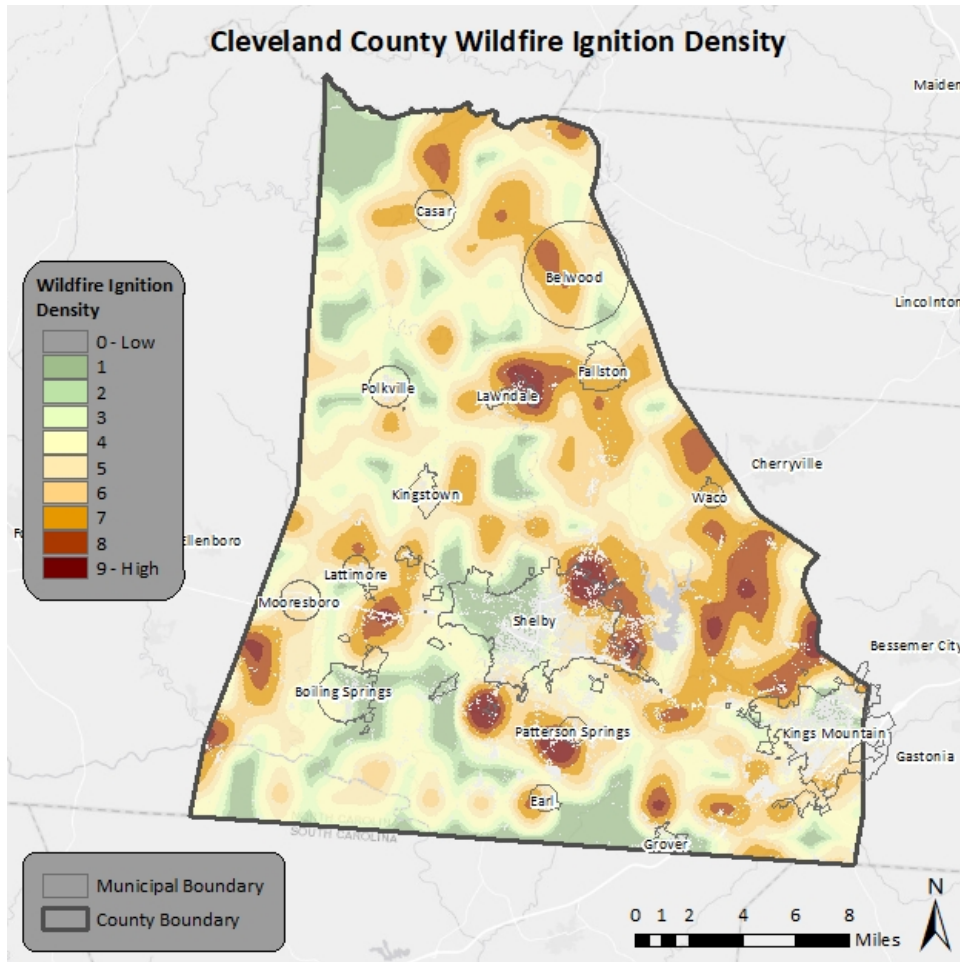 Cleveland County Wildfire Ignition Density
Maiden
Casar
Belwood
Lincolnton
Wildfire Ignition
Density
0 - Low
1
2
3
4
5
6
7
8
9 - High
Fallston
Polkville
Lawndale
Cherryville
Kingstown
Waco
Ellenboro
Lattimore
Mooresboro
Shelby
Bessemer City
Boiling Springs
Patterson Springs
Kings Mountain
Gastonia
Earl
SOUTH CAROLINA
Grover
Municipal Boundary
County Boundary
0 1 2 4 6 8
Miles
N